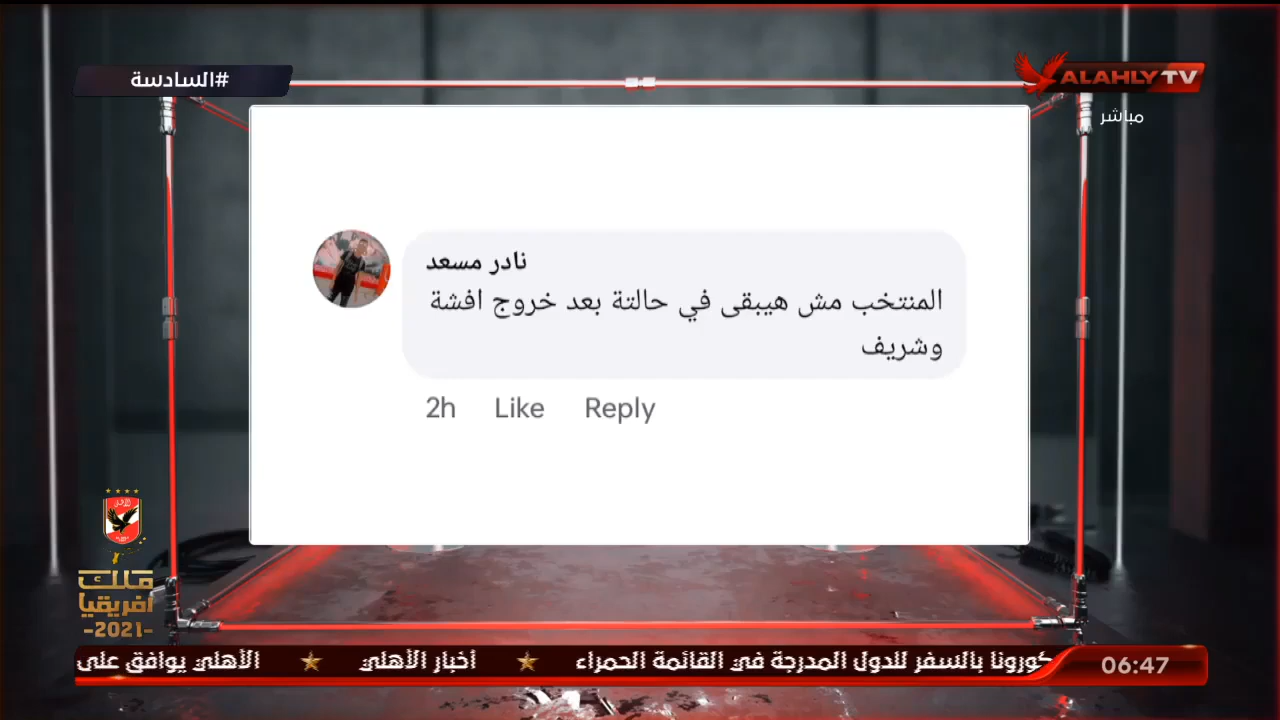 #السادسة
ALAHLY TV
مباشر
نادر مسعد
المنتخب مش هيبقى في حالتة بعد خروج افشة
وشريف
2h Like Reply
ملك
افريقيا
-2021-
كورونا بالسفر للدول المدرجة في القائمة الحمراء ★ أخبار الأهلي ★ الأهلي يوافق على
06:47